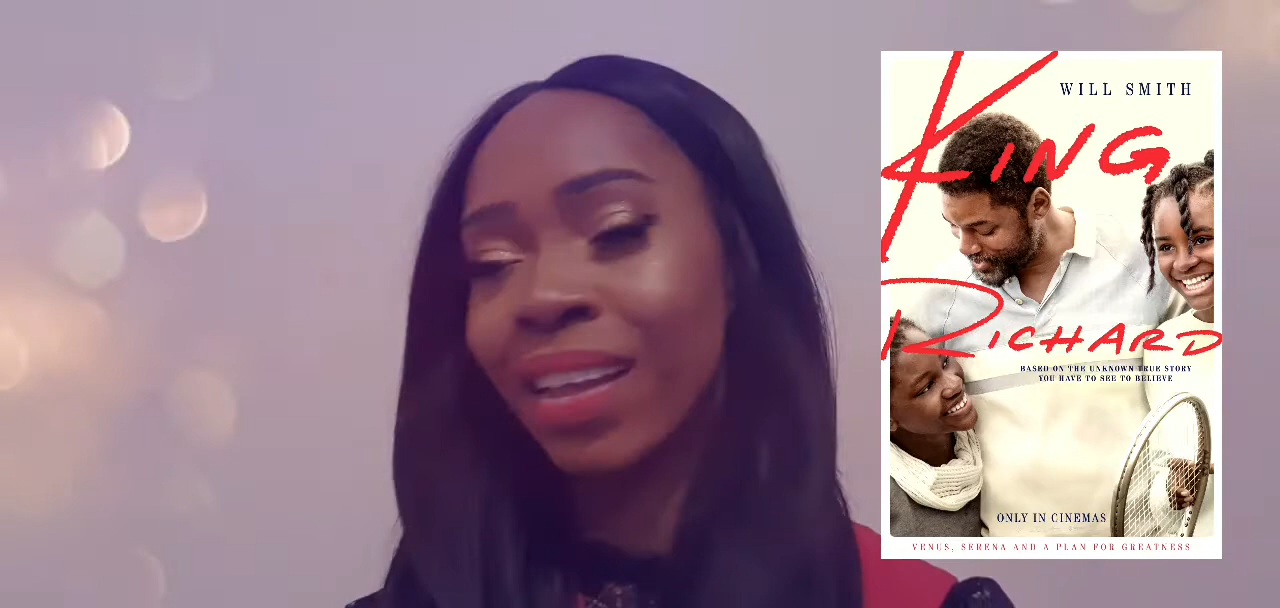 WILL SMITH
KING
RICHARD
BASED ON THE UNKNOWN TRUE STORY
YOU HAVE TO SEE TO BELIEVE
ONLY IN CINEMAS
VENUS, SERENA AND A PLAN FOR GREATNESS